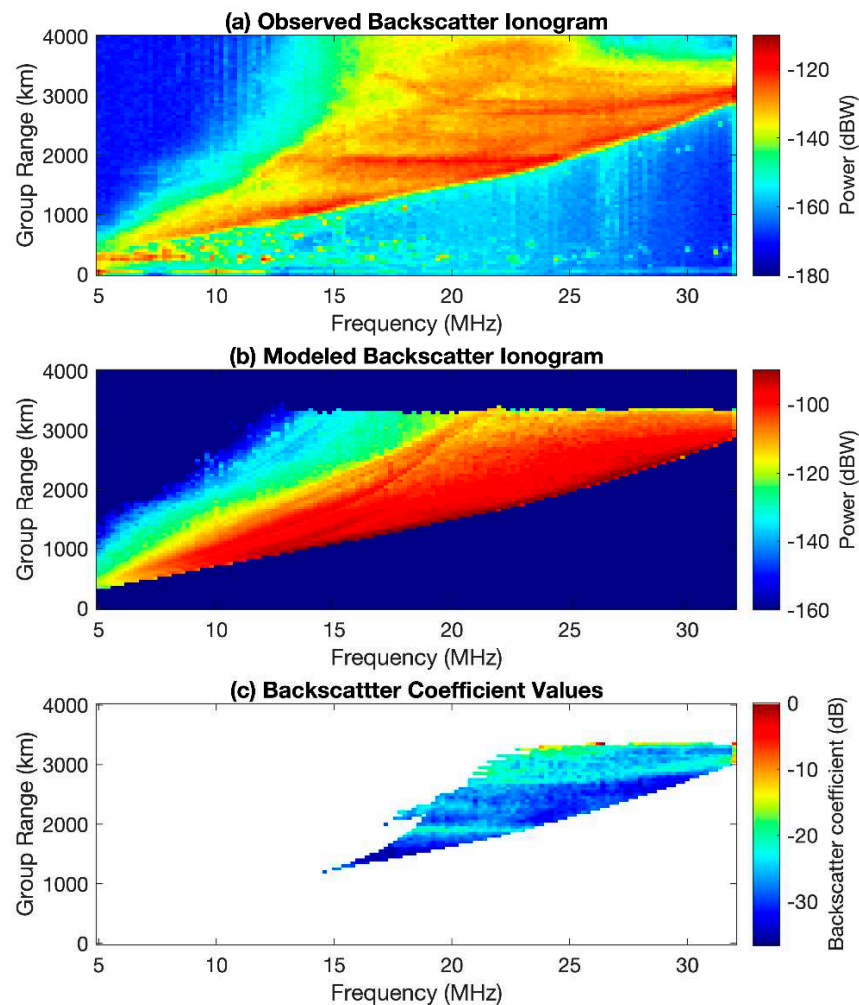 (a) Observed Backscatter Ionogram
4000
3000
2000
1000
0
Group Range (km)
5 10 15 20 25 30
Frequency (MHz)
-120
-140
-160
-180
Power (dBW)
(b) Modeled Backscatter Ionogram
4000
3000
2000
1000
0
Group Range (km)
5 10 15 20 25 30
Frequency (MHz)
-100
-120
-140
-160
Power (dBW)
(c) Backscattter Coefficient Values
4000
3000
2000
1000
0
Group Range (km)
5 10 15 20 25 30
Frequency (MHz)
0
-10
-20
-30
Backscatter coefficient (dB)